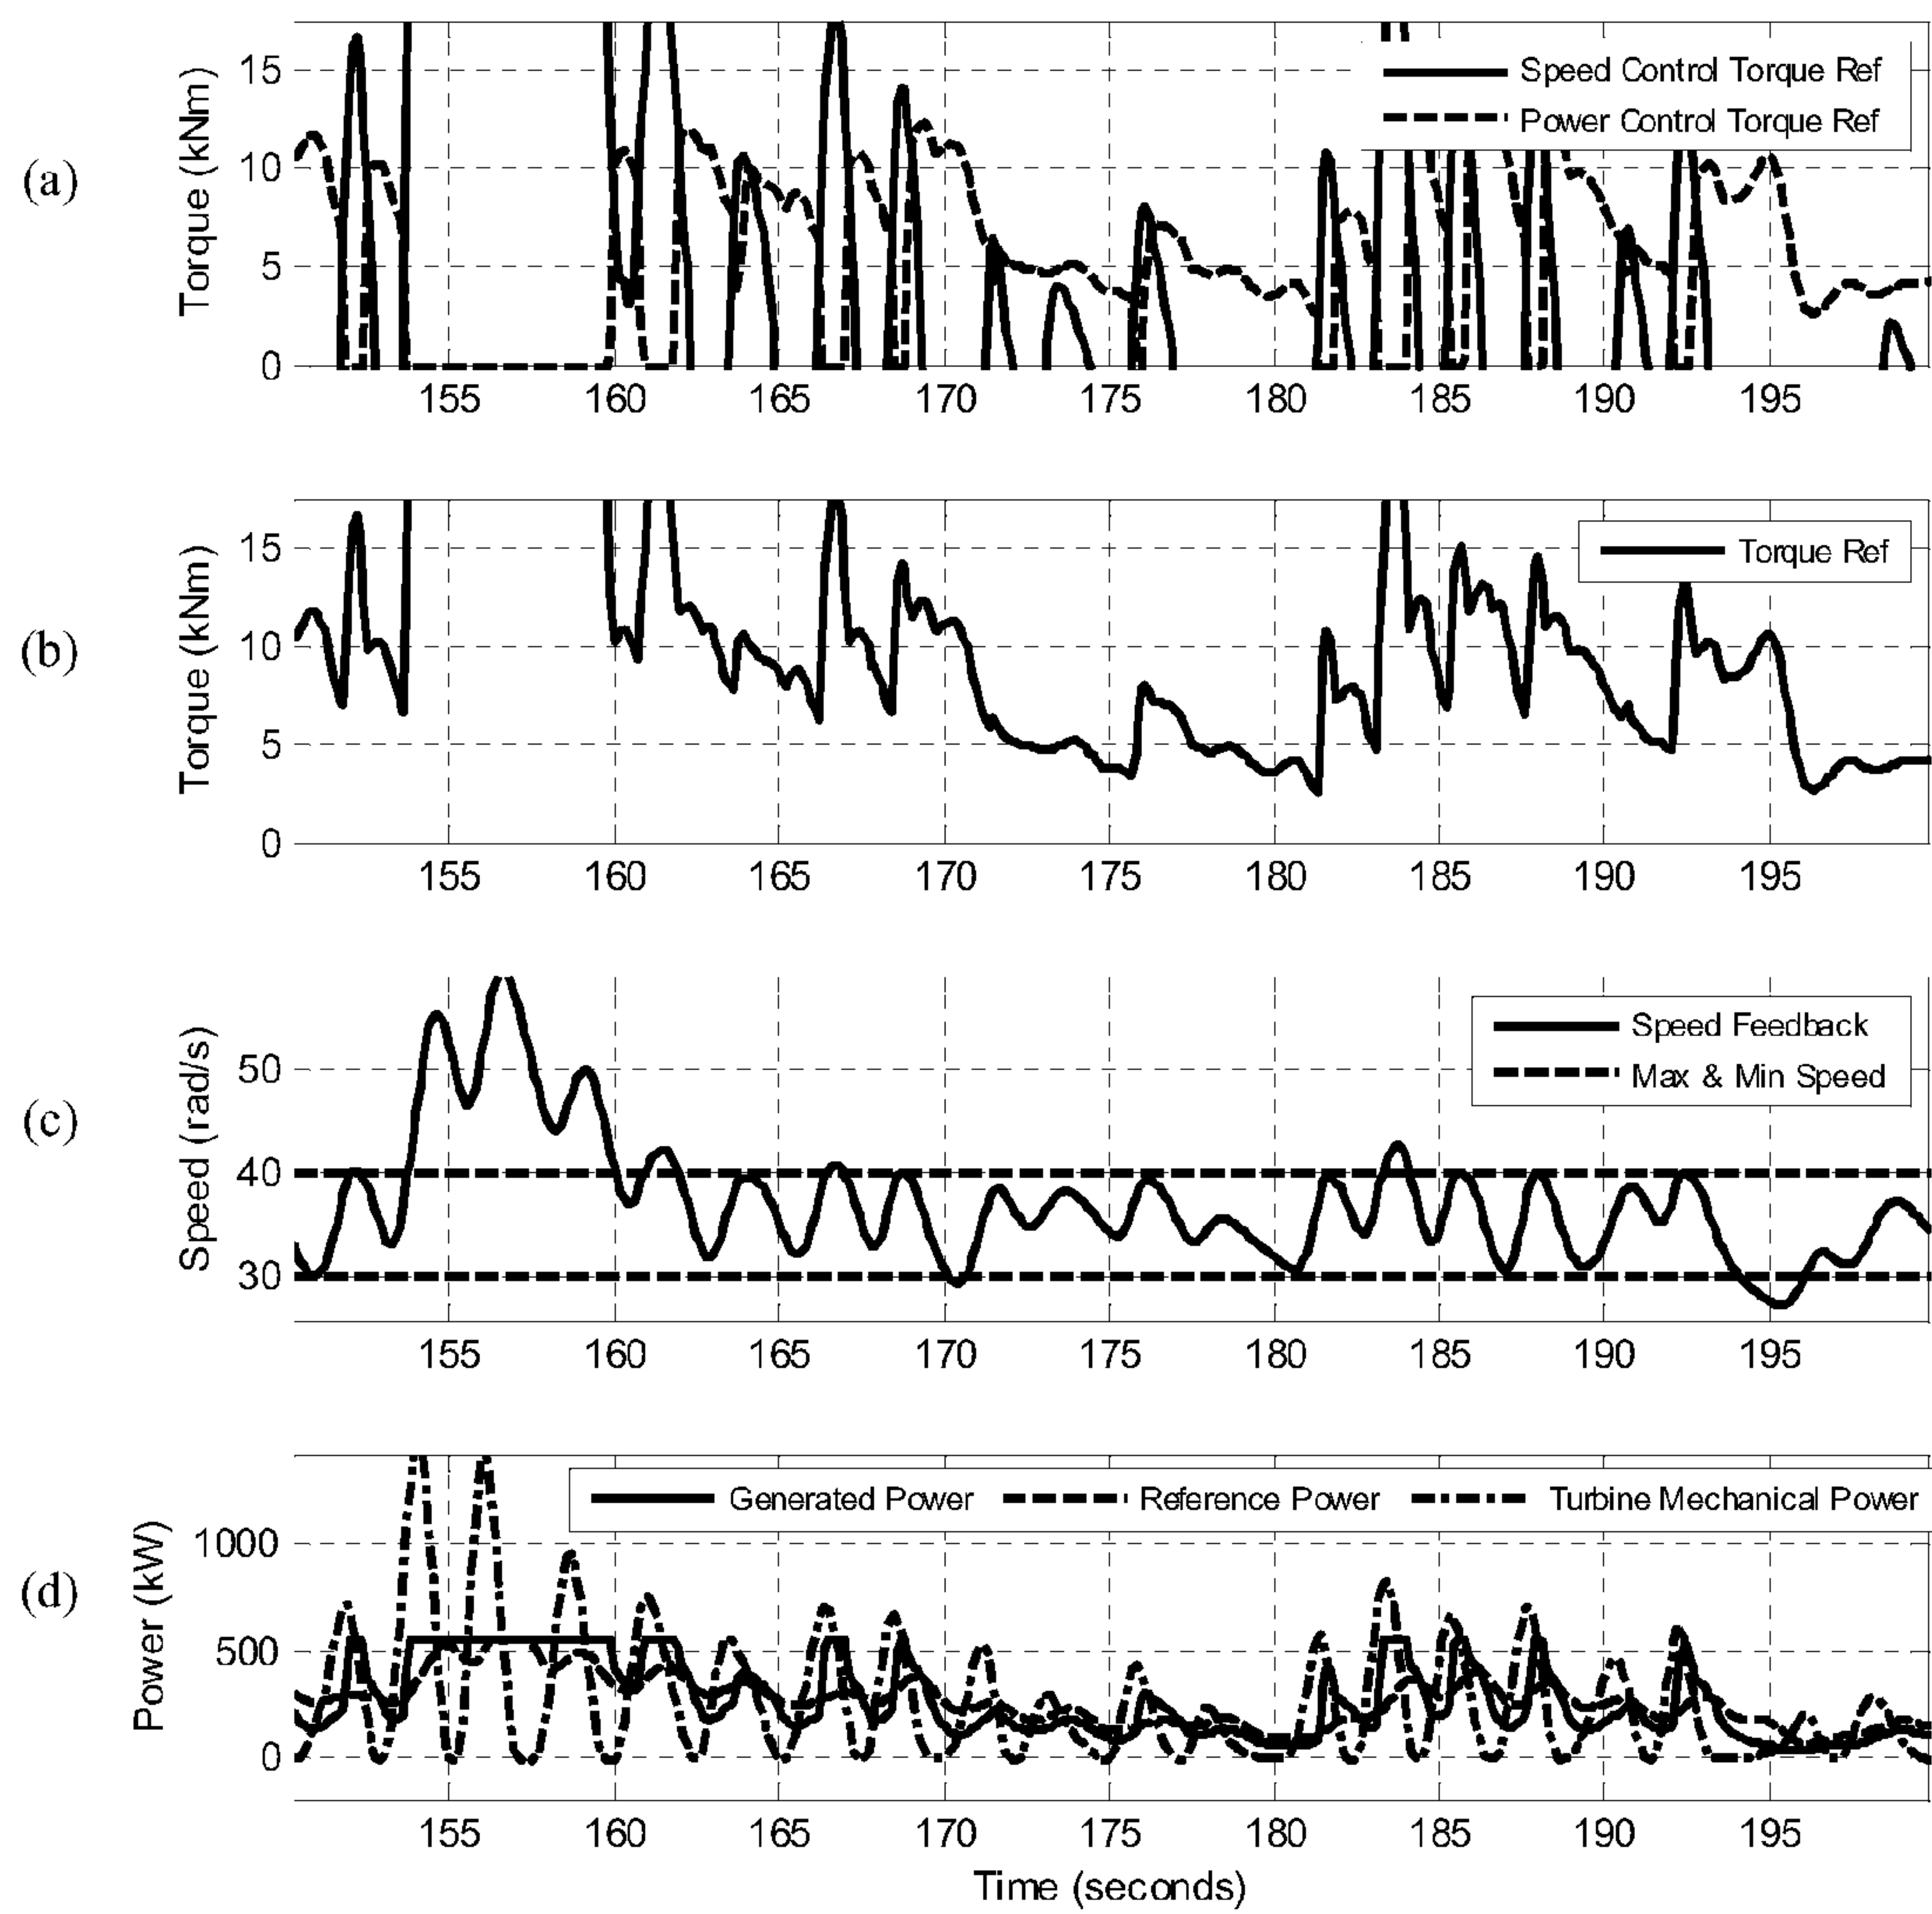 (a)
Torque (kNm)
15
10
5
0
Speed Control Torque Ref
Power Control Torque Ref
155 160 165 170 175 180 185 190 195
(b)
Torque (kNm)
15
10
5
0
Torque Ref
155 160 165 170 175 180 185 190 195
(c)
Speed (rad/s)
50
40
30
Speed Feedback
Max & Min Speed
155 160 165 170 175 180 185 190 195
(d)
Power (kW)
1000
500
0
Generated Power Reference Power Turbine Mechanical Power
155 160 165 170 175 180 185 190 195
Time (seconds)